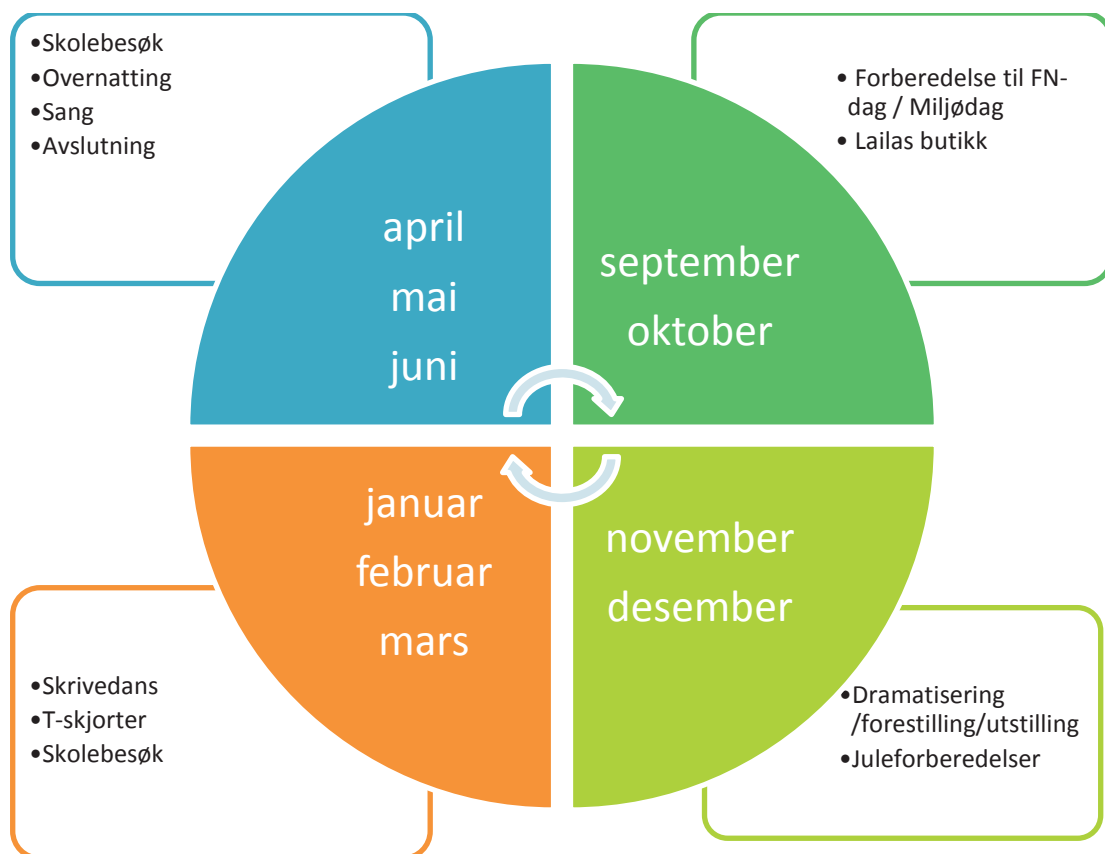 •Skolebesøk
•Overnatting
•Sang
•Avslutning
• Forberedelse til FN-
dag / Miljødag
• Lailas butikk
april
mai
juni
september
oktober
januar
februar
mars
november
desember
•Skrivedans
•T-skjorter
•Skolebesøk
•Dramatisering
/forestilling/utstilling
•Juleforberedelser